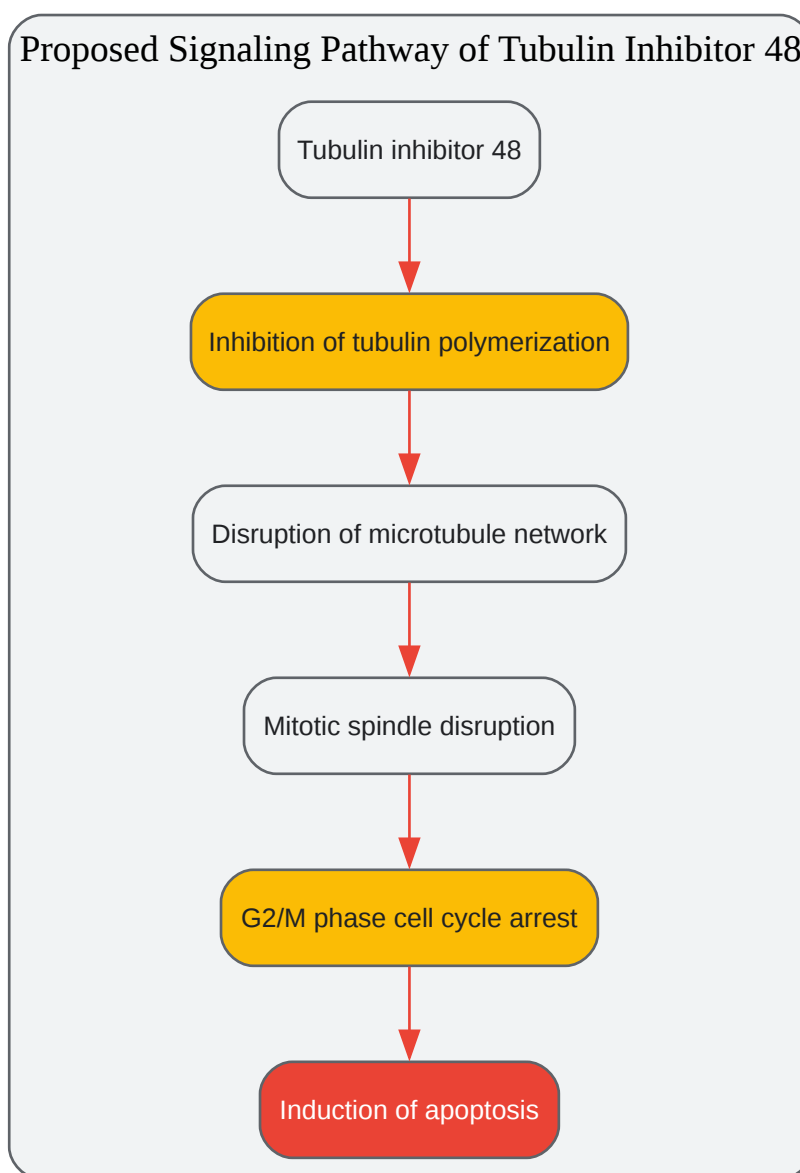 Proposed Signaling Pathway of Tubulin Inhibitor 48
Tubulin inhibitor 48
Inhibition of tubulin polymerization
Disruption of microtubule network
Mitotic spindle disruption
G2/M phase cell cycle arrest
Induction of apoptosis